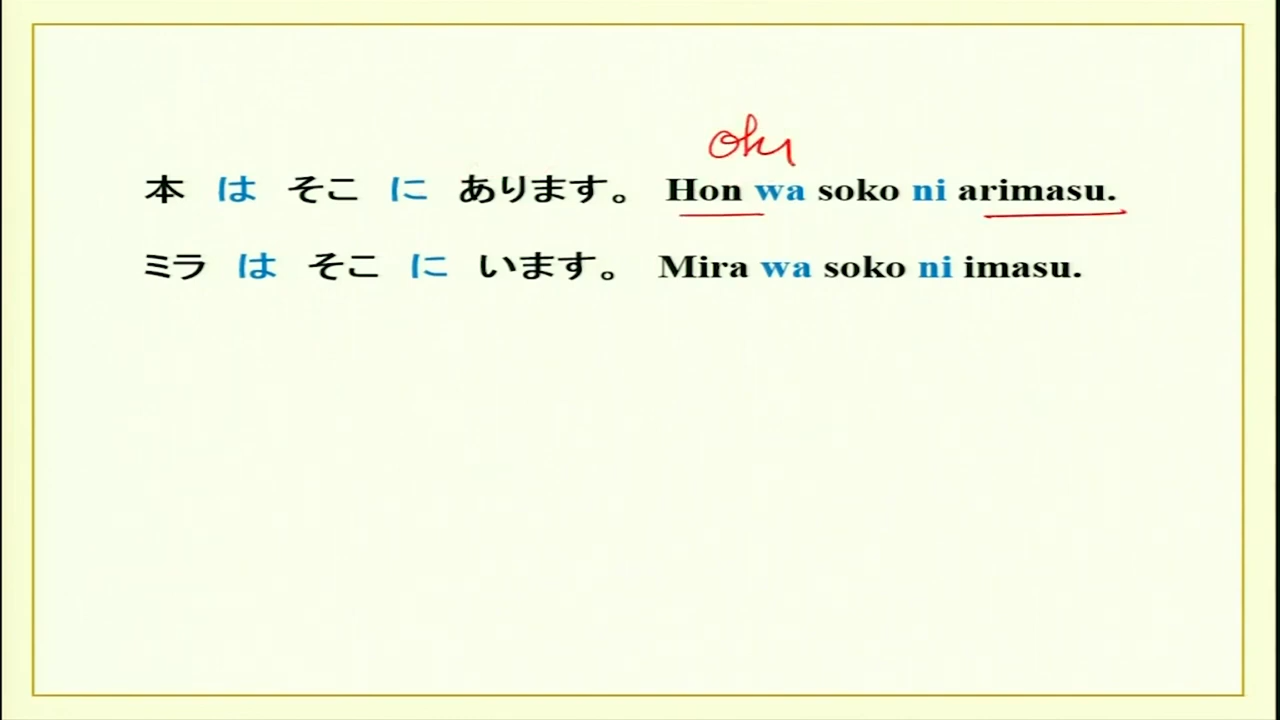 oku
本 は そこ に あります。 Hon wa soko ni arimasu.
ミラ は そこ に います。 Mira wa soko ni imasu.